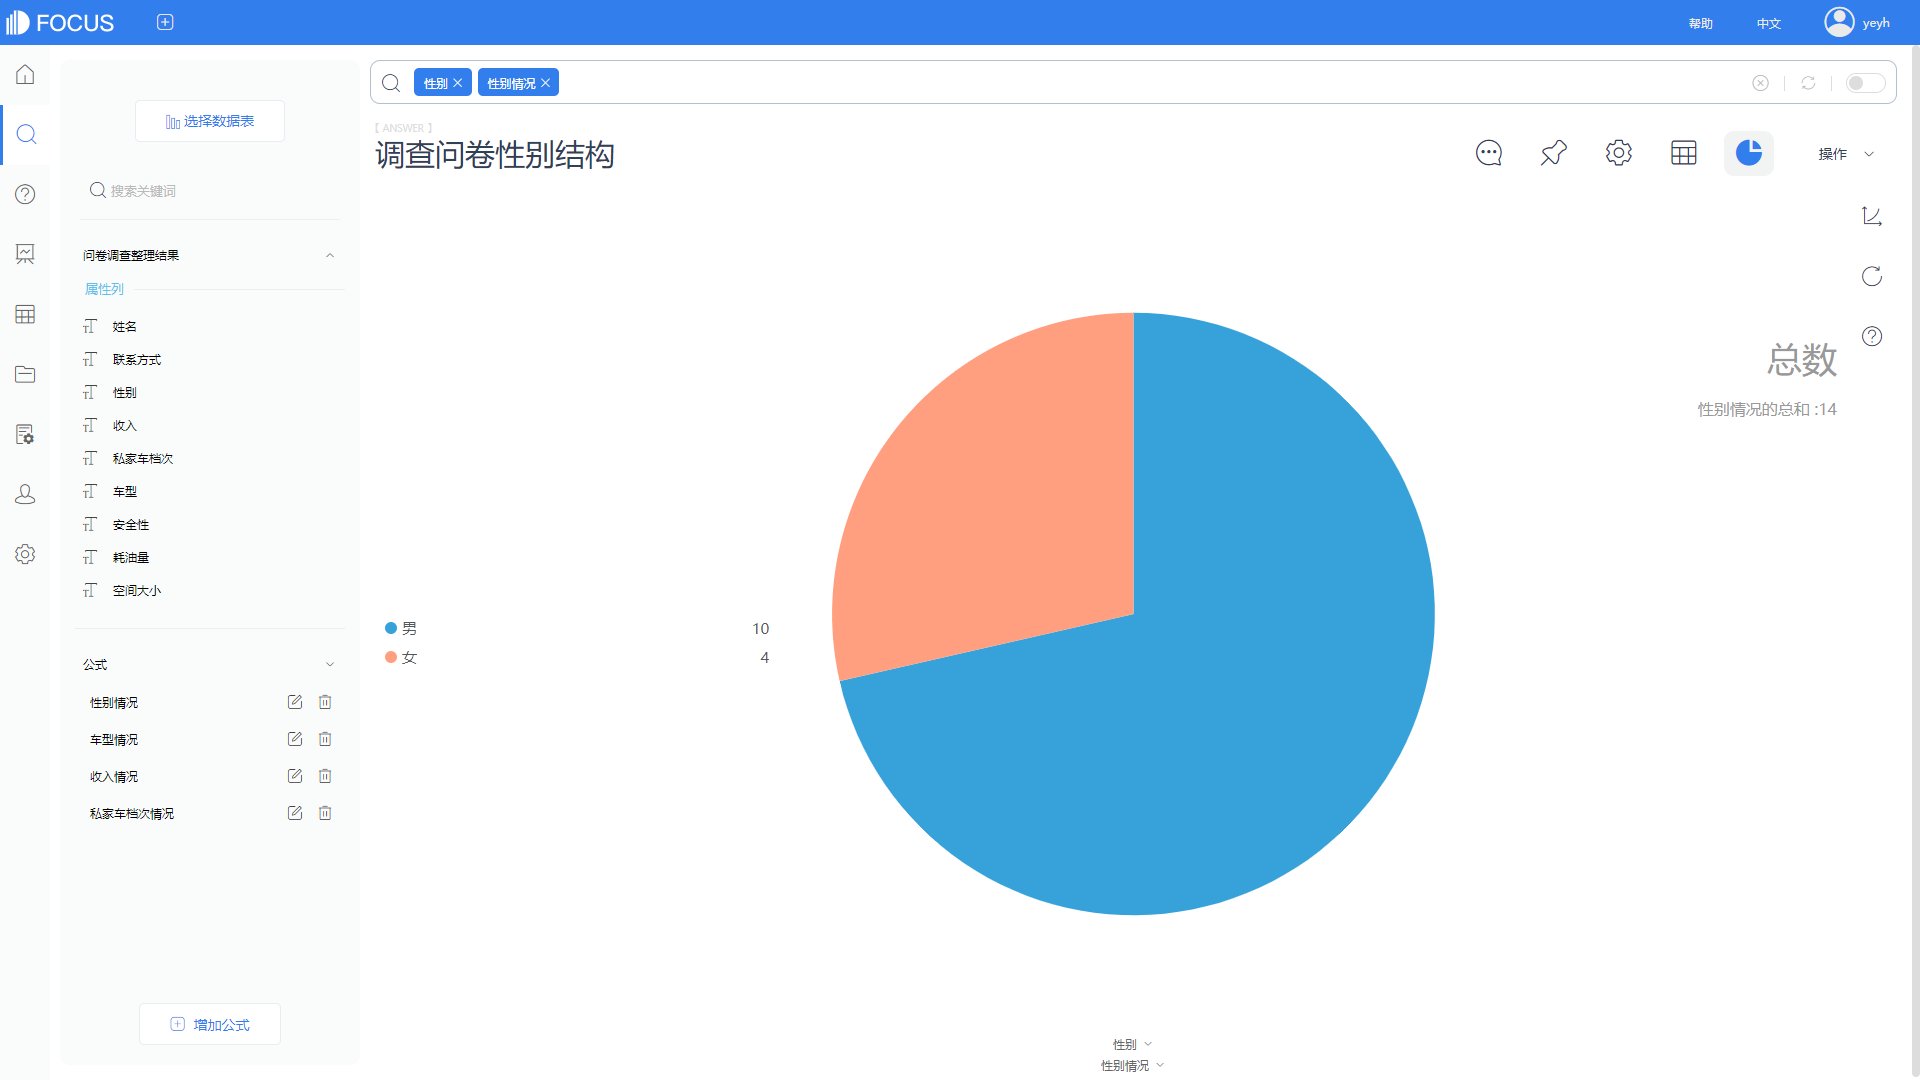 FOCUS
帮助
中文
yeyh
选择数据表
搜索关键词
问卷调查整理结果
属性列
姓名
联系方式
性别
收入
私家车档次
车型
安全性
耗油量
空间大小
公式
性别情况
车型情况
收入情况
私家车档次情况
增加公式
性别
性别情况
[ ANSWER ]
调查问卷性别结构
操作
总数
性别情况的总和 :14
男 10
女 4
性别
性别情况